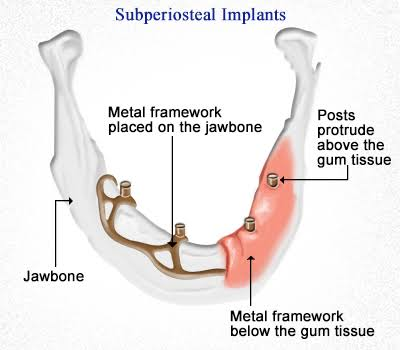 Subperiosteal Implants
Metal framework
placed on the jawbone
Posts
protrude
above the
gum tissue
Jawbone
Metal framework
below the gum tissue